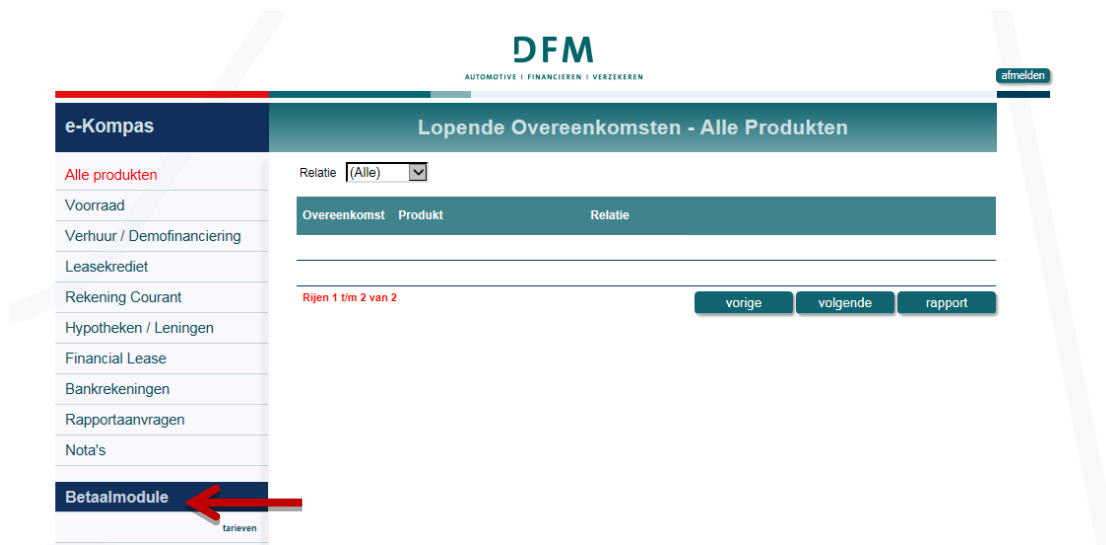 DFM
AUTOMOTIVE I FINANCIEREN I VERZEKEREN
afmelden
e-Kompas
Lopende Overeenkomsten - Alle Produkten
Alle produkten
Voorraad
Verhuur / Demofinanciering
Leasekrediet
Rekening Courant
Hypotheken / Leningen
Financial Lease
Bankrekeningen
Rapportaanvragen
Nota's
Betaalmodule
tarieven
Relatie (Alle)
Overeenkomst Produkt Relatie
Rijen 1 t/m 2 van 2
vorige volgende rapport